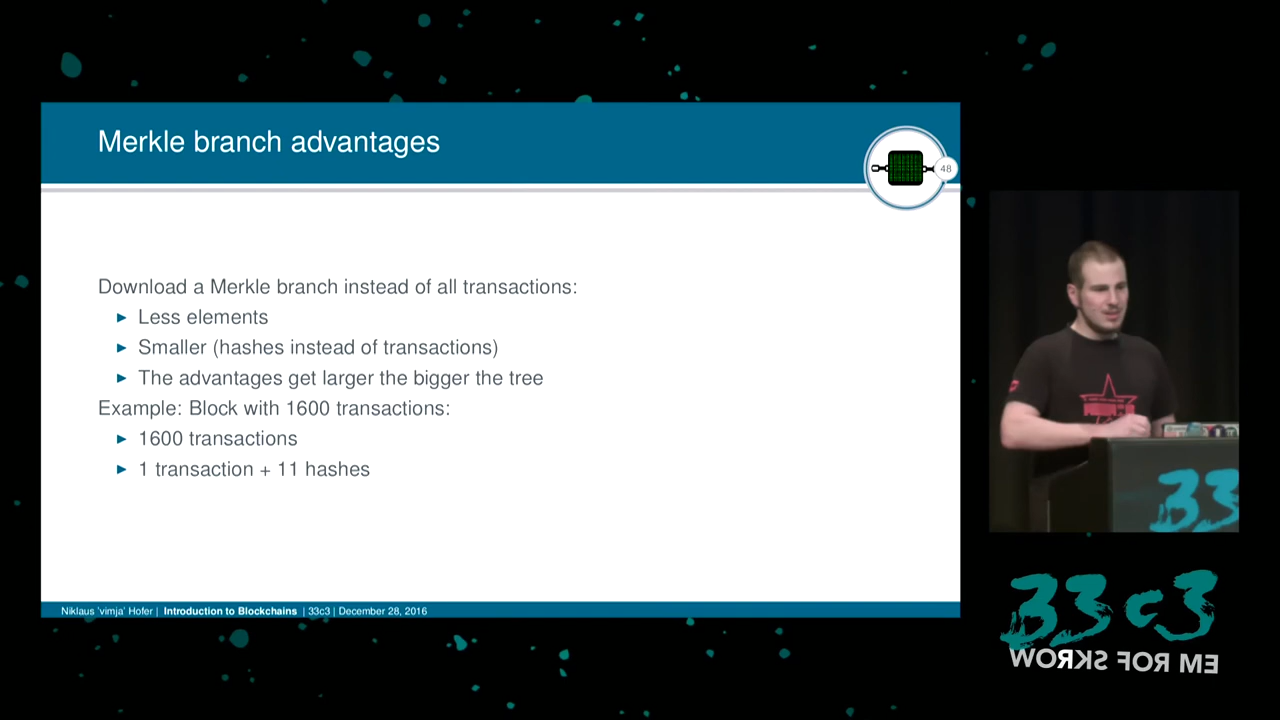 Merkle branch advantages
48
Download a Merkle branch instead of all transactions:
Less elements
Smaller (hashes instead of transactions)
The advantages get larger the bigger the tree
Example: Block with 1600 transactions:
1600 transactions
1 transaction + 11 hashes
Niklaus 'vimja' Hofer | Introduction to Blockchains | 33c3 | December 28, 2016
33
33c3
WORKS FOR ME